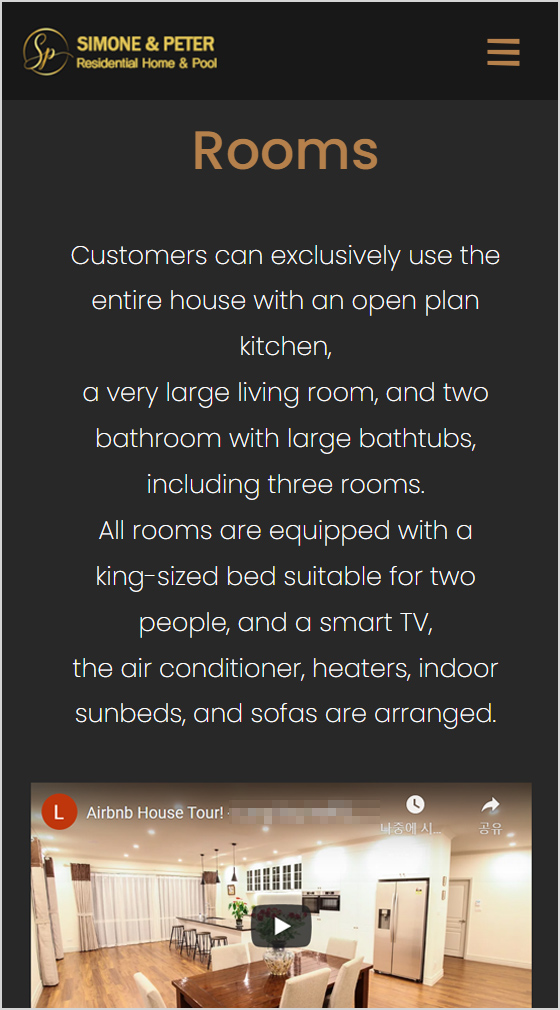 Sp
SIMONE & PETER
Residential Home & Pool
Rooms
Customers can exclusively use the
entire house with an open plan
kitchen,
a very large living room, and two
bathroom with large bathtubs,
including three rooms.
All rooms are equipped with a
king-sized bed suitable for two
people, and a smart TV,
the air conditioner, heaters, indoor
sunbeds, and sofas are arranged.
L
Airbnb House Tour! -
나중에 시...
공유